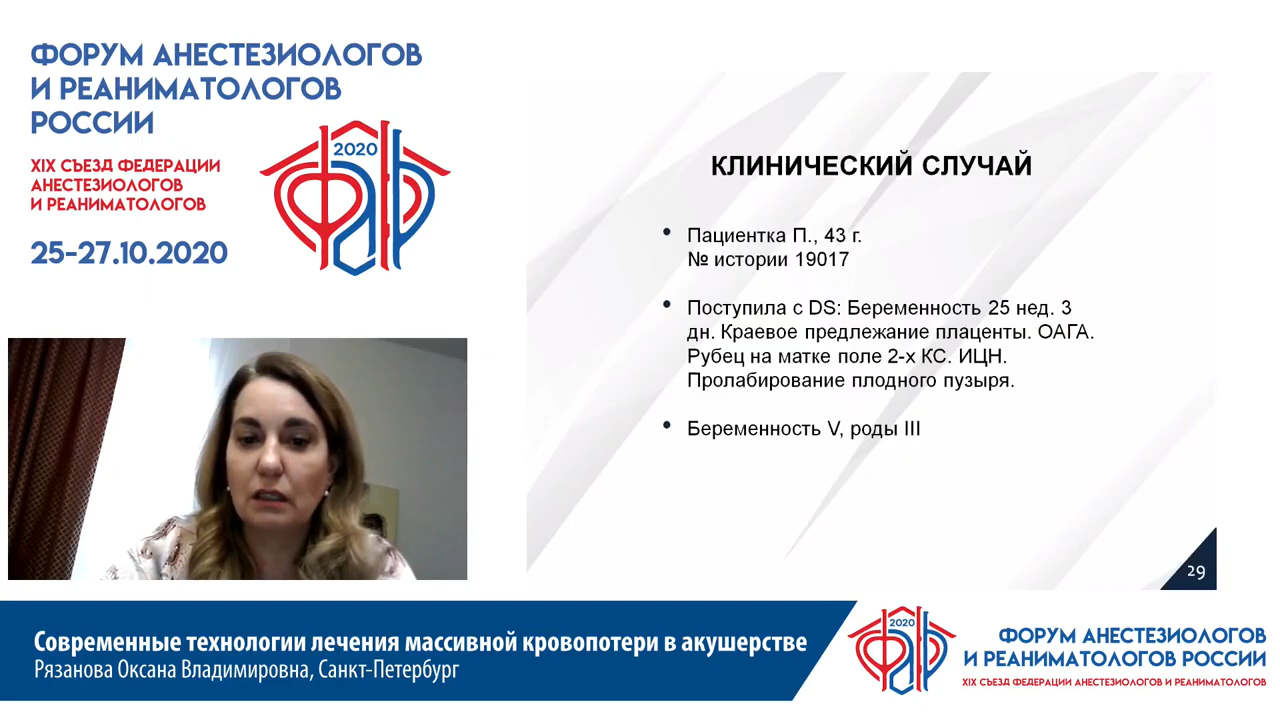 ФОРУМ АНЕСТЕЗИОЛОГОВ
И РЕАНИМАТОЛОГОВ
РОССИИ
XIX СЪЕЗД ФЕДЕРАЦИИ
АНЕСТЕЗИОЛОГОВ
И РЕАНИМАТОЛОГОВ
25-27.10.2020
2020
ФАР
КЛИНИЧЕСКИЙ СЛУЧАЙ
• Пациентка П., 43 г.
№ истории 19017
• Поступила с DS: Беременность 25 нед. 3
дн. Краевое предлежание плаценты. ОАГА.
Рубец на матке поле 2-х КС. ИЦН.
Пролабирование плодного пузыря.
• Беременность V, роды III
29
Современные технологии лечения массивной кровопотери в акушерстве
Рязанова Оксана Владимировна, Санкт-Петербург
2020
ФАР
ФОРУМ АНЕСТЕЗИОЛОГОВ
И РЕАНИМАТОЛОГОВ РОССИИ
XIX СЪЕЗД ФЕДЕРАЦИИ АНЕСТЕЗИОЛОГОВ И РЕАНИМАТОЛОГОВ